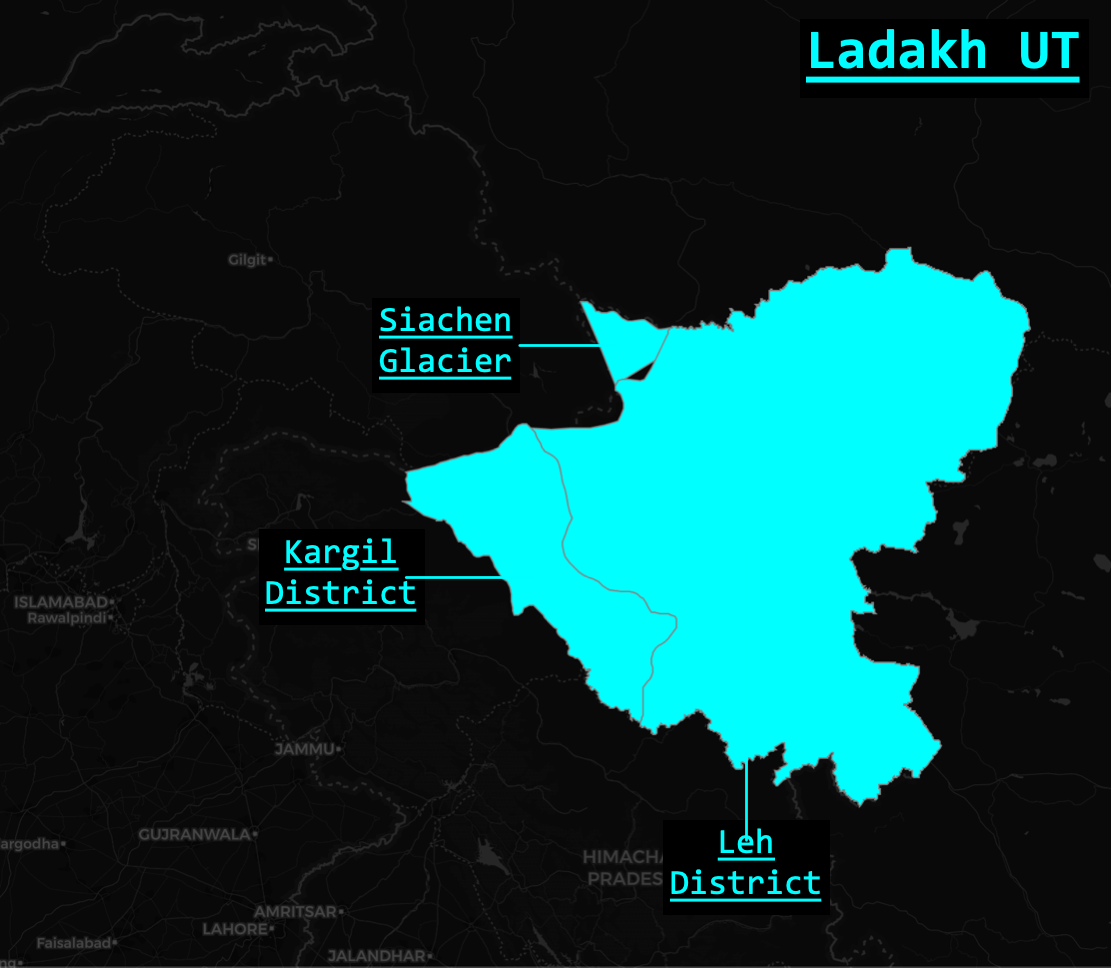 Ladakh UT
Gilgit
Siachen
Glacier
Kargil
District
ISLAMABAD
Rawalpindi
JAMMU
GUJRANWALA
argodha
Leh
District
HIMACHA
PRADES
AMRITSAR
LAHORE
Faisalabad
JALANDHAR